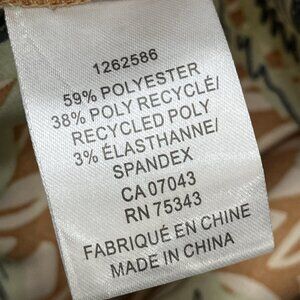 1262586
59% POLYESTER
38% POLY RECYCLÉ/
RECYCLED POLY
3% ÉLASTHANNE/
SPANDEX
CA 07043
RN 75343
FABRIQUÉ EN CHINE
MADE IN CHINA